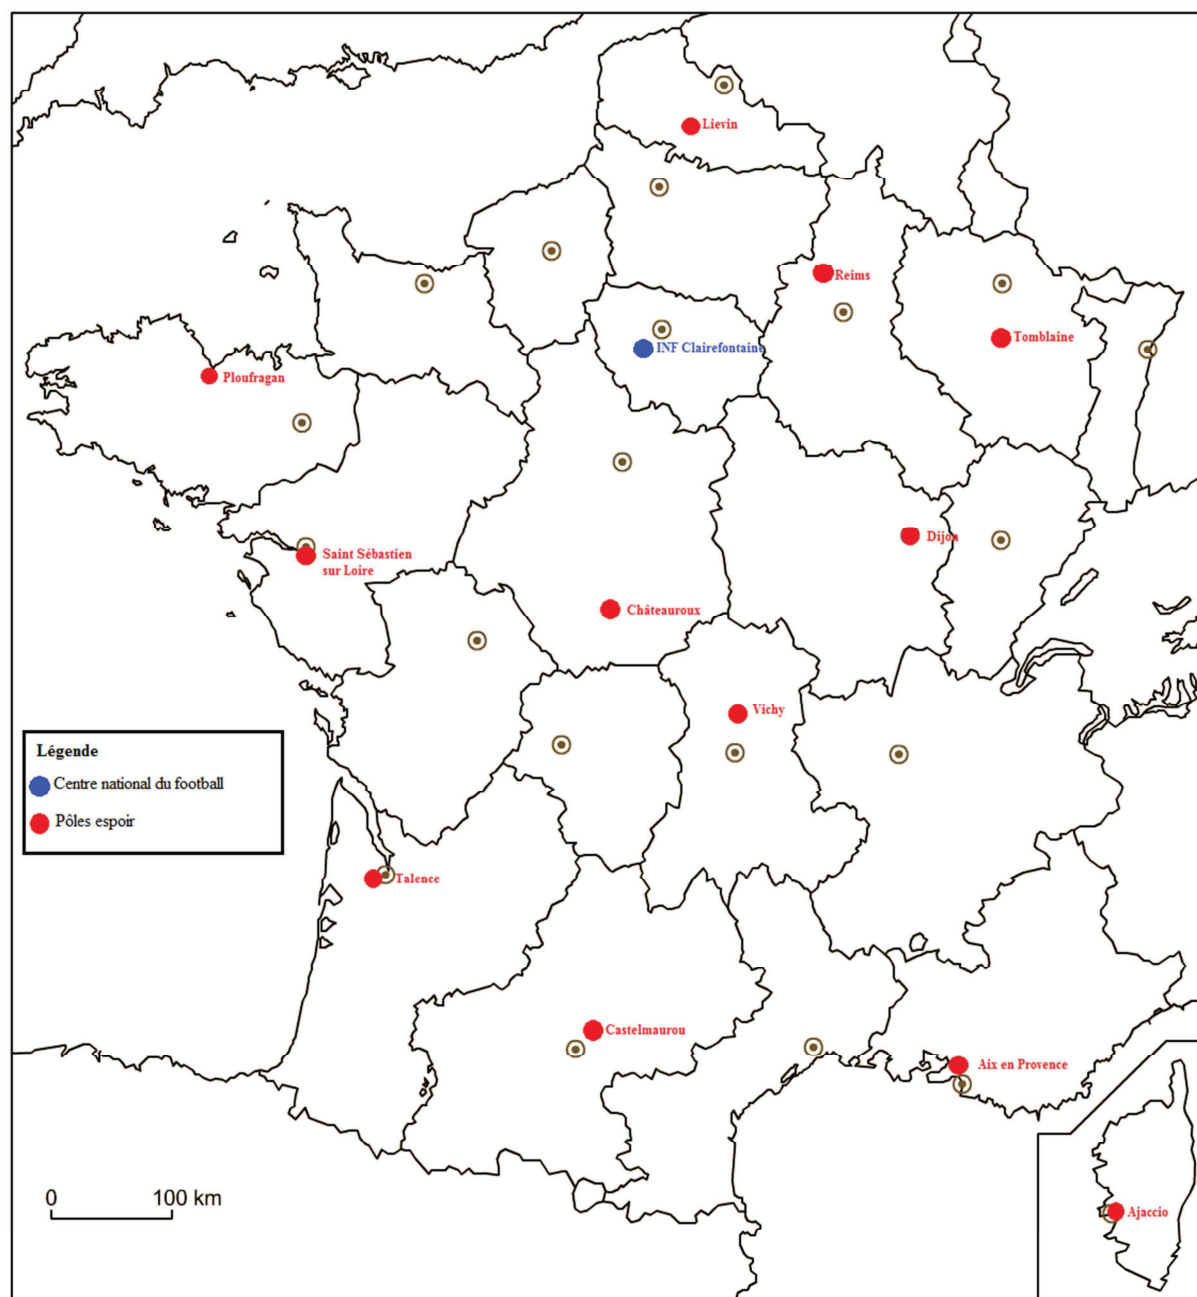 Lievin
Reims
INF Clairefontaine
Tomblaine
Ploufragan
Dijon
Saint Sébastien
sur Loire
Châteauroux
Vichy
Légende
Centre national du football
Pôles espoir
Talence
Castelmaurou
Aix en Provence
0 100 km
Ajaccio